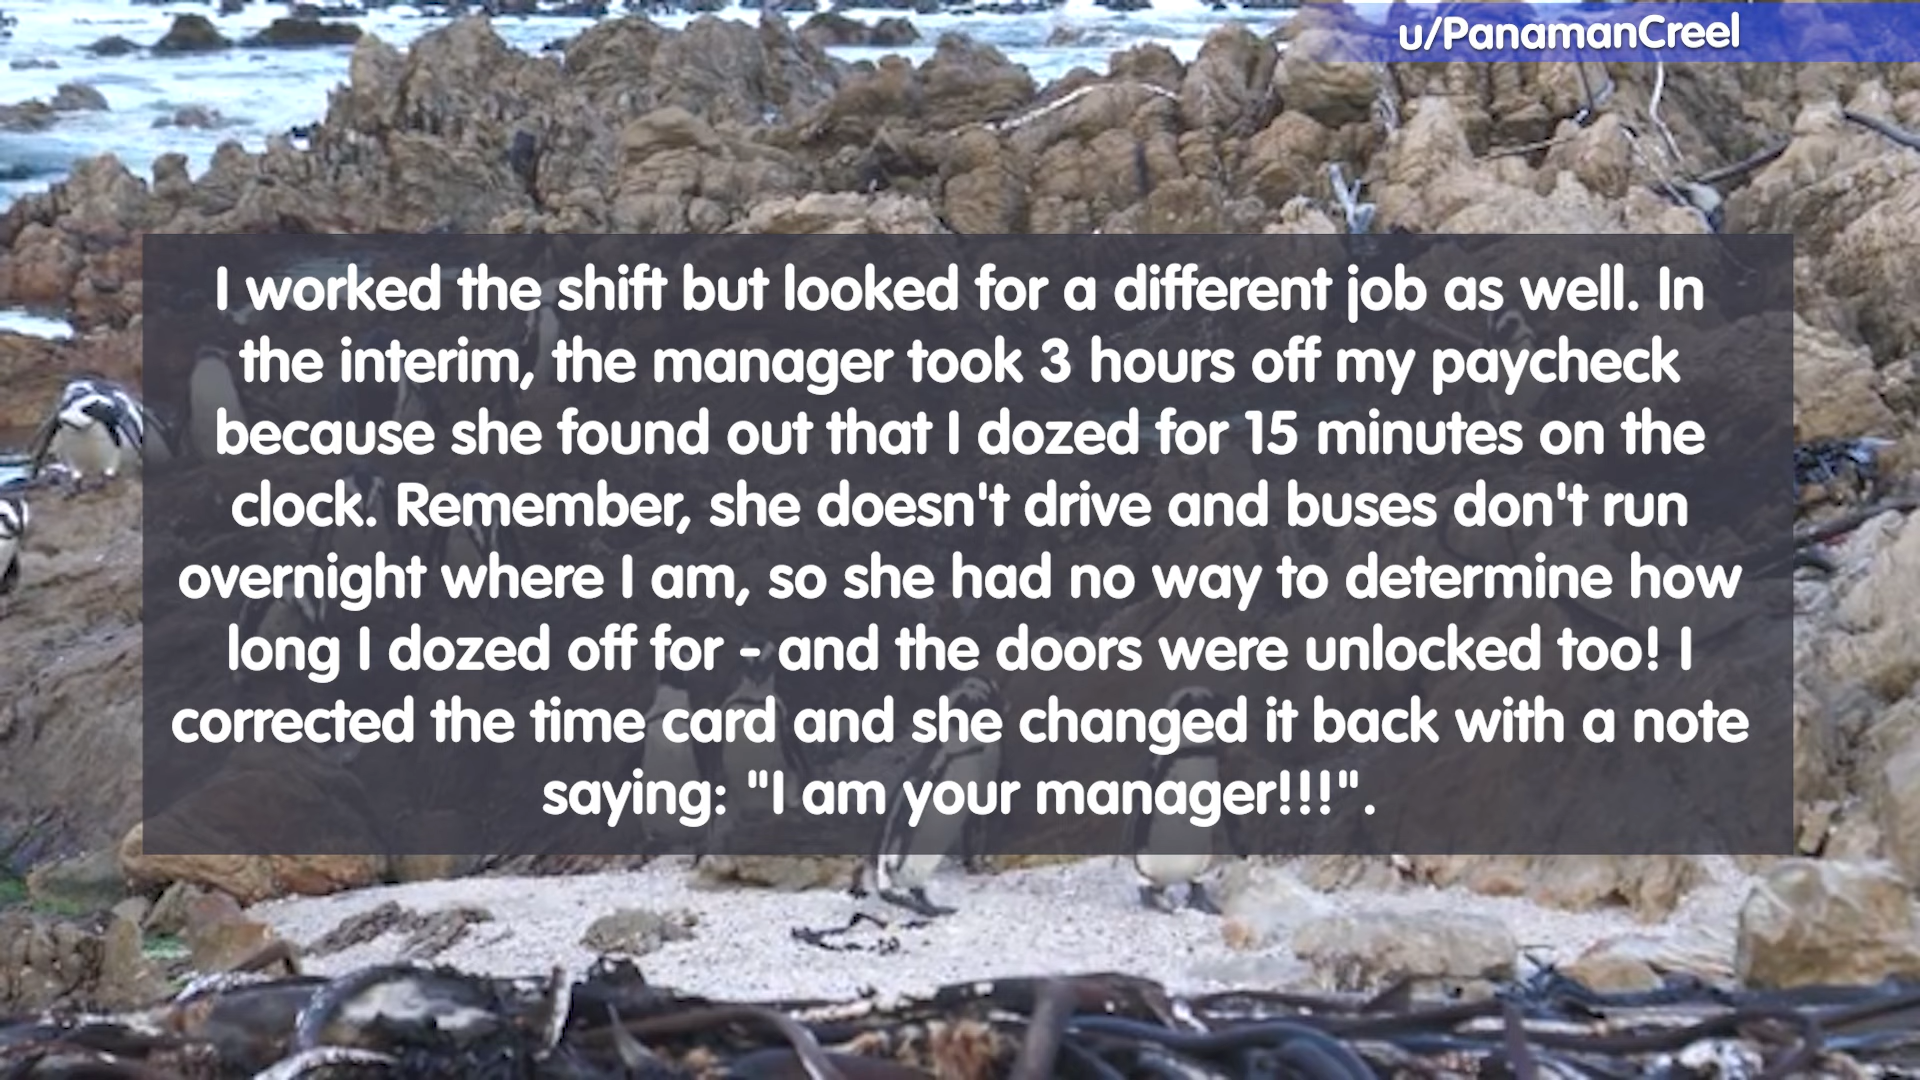 u/PanamanCreel
I worked the shift but looked for a different job as well. In
the interim, the manager took 3 hours off my paycheck
because she found out that I dozed for 15 minutes on the
clock. Remember, she doesn't drive and buses don't run
overnight where I am, so she had no way to determine how
long I dozed off for - and the doors were unlocked too! I
corrected the time card and she changed it back with a note
saying: "I am your manager!!!".